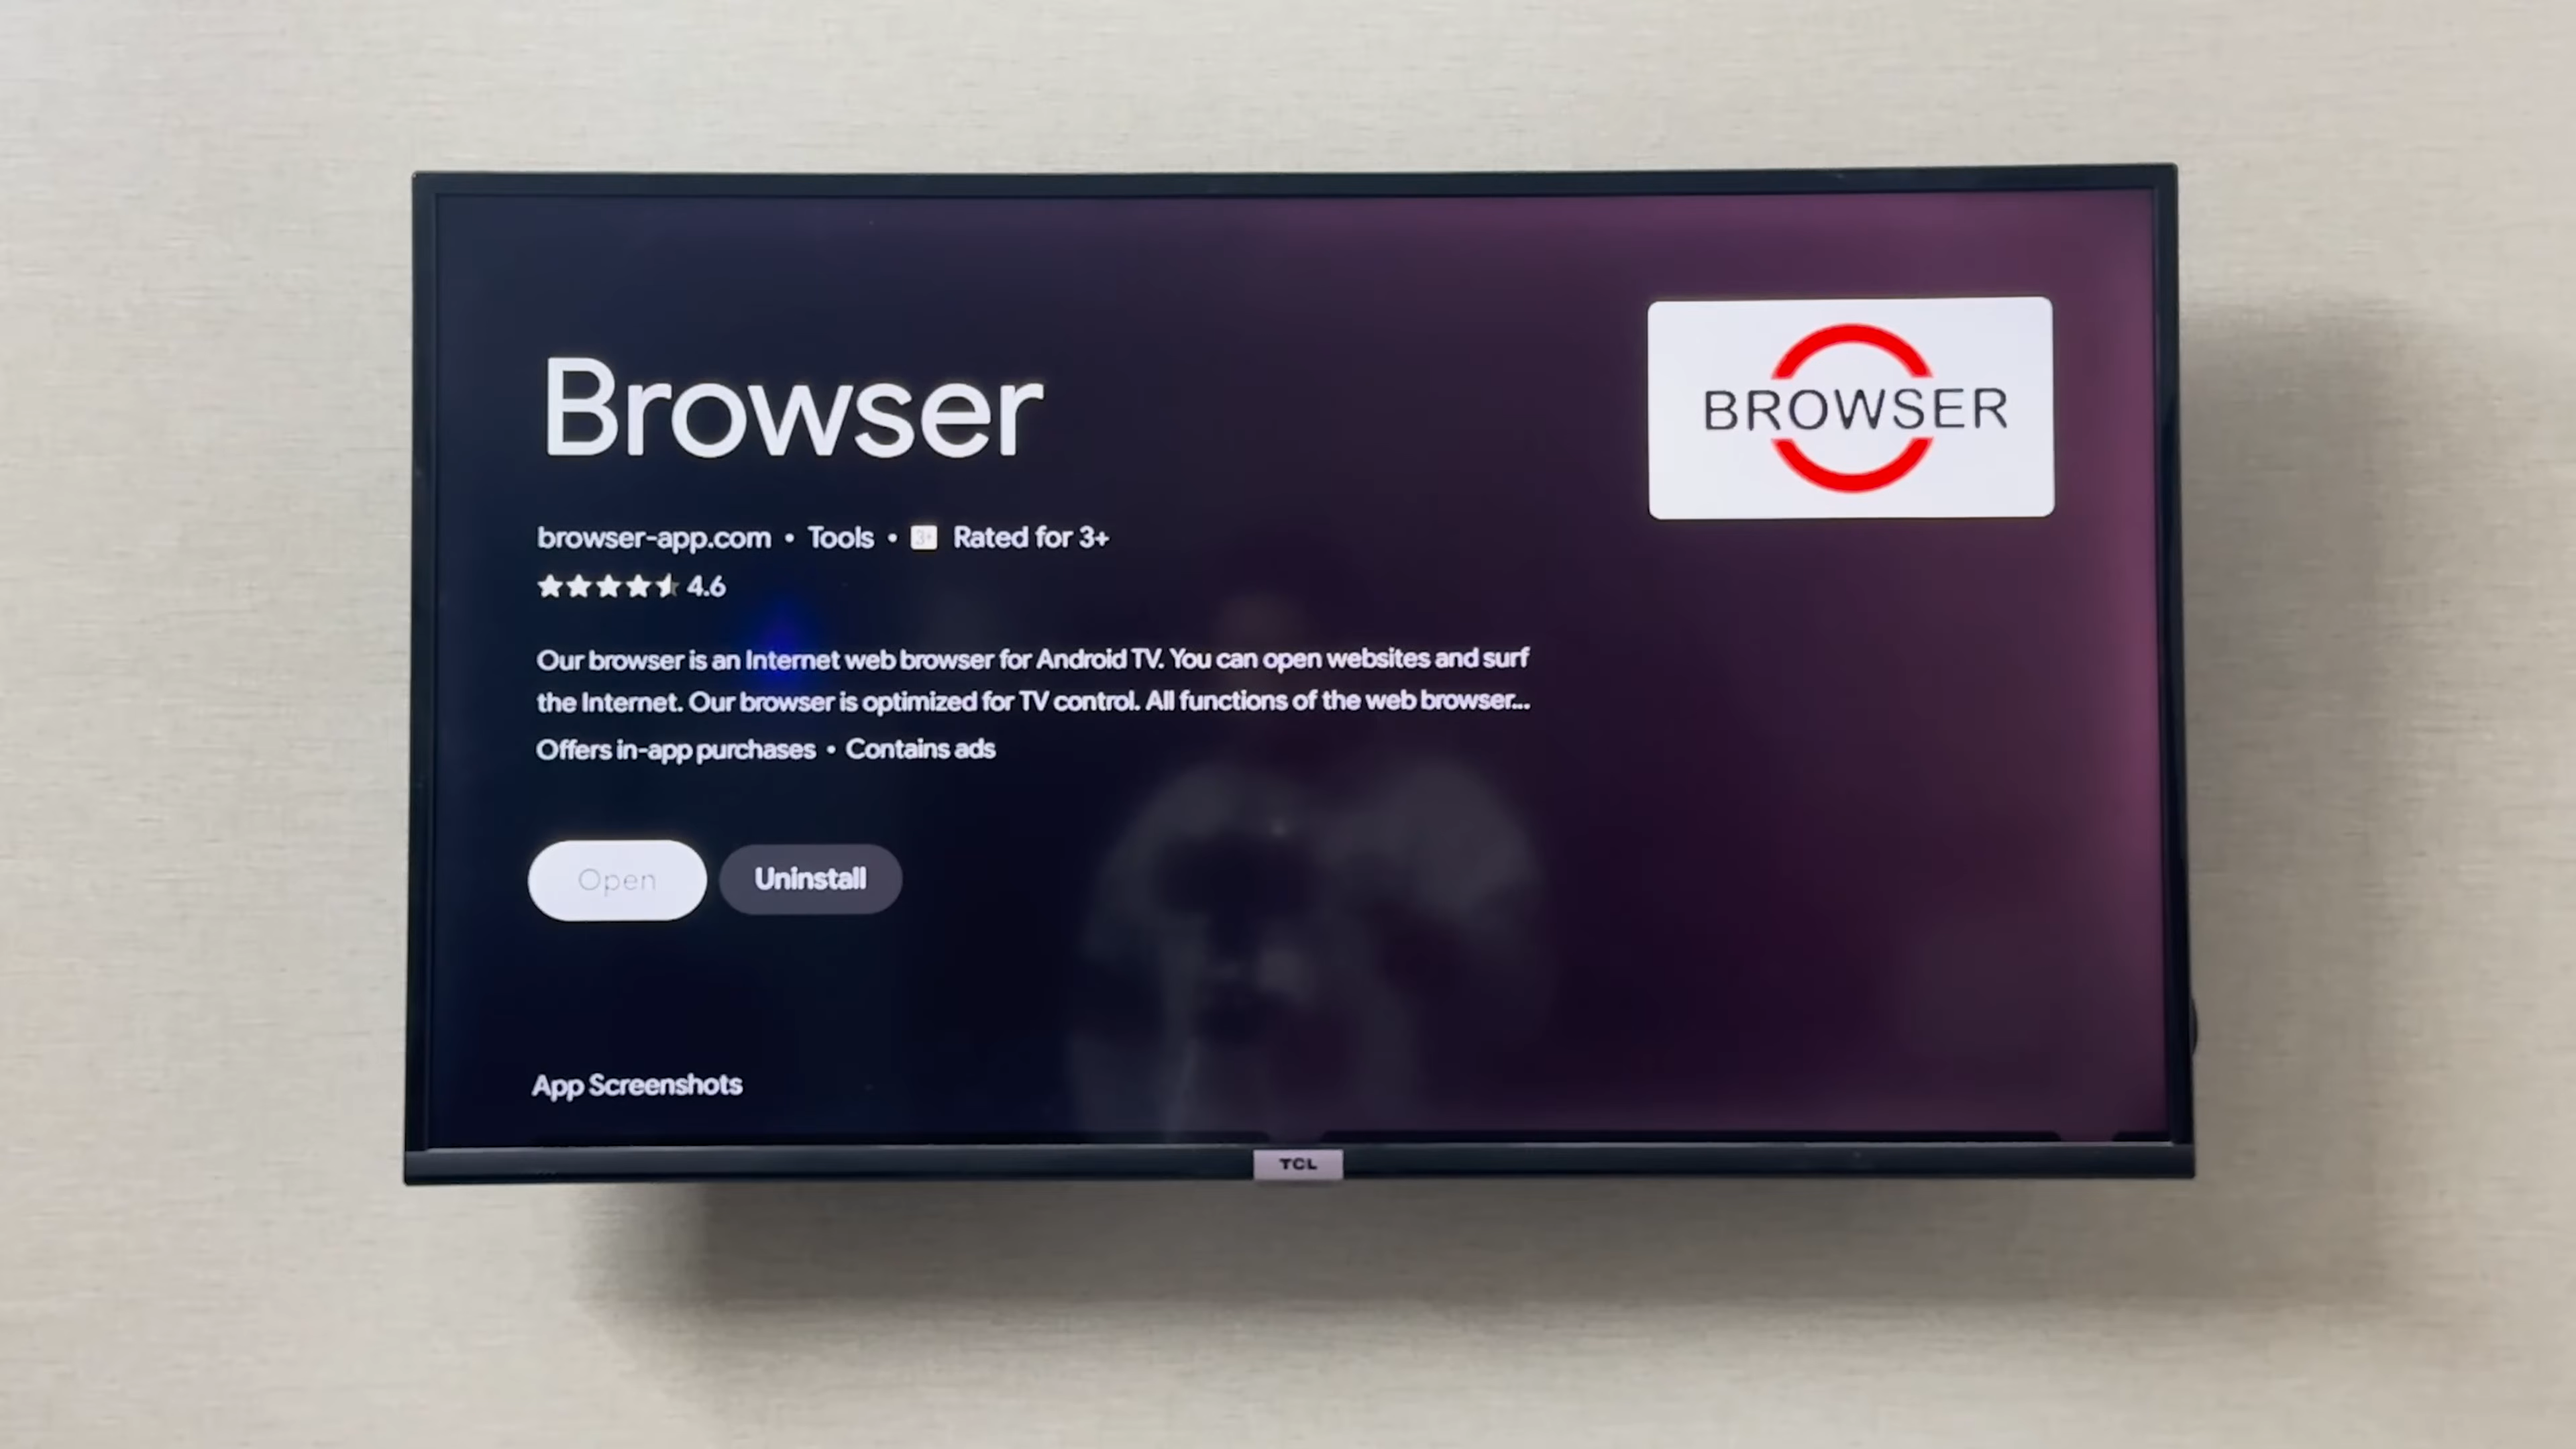 Browser
BROWSER
browser-app.com • Tools • 3+ Rated for 3+
4.6
Our browser is an Internet web browser for Android TV. You can open websites and surf
the Internet. Our browser is optimized for TV control. All functions of the web browser...
Offers in-app purchases • Contains ads
Open
Uninstall
App Screenshots
TCL